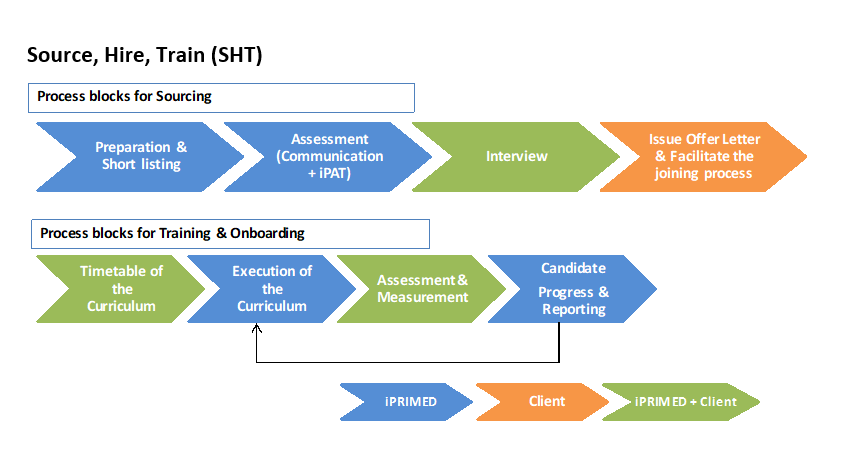 Source, Hire, Train (SHT)
Process blocks for Sourcing
Preparation &
Short listing
Assessment
(Communication
+ iPAT)
Interview
Issue Offer Letter
& Facilitate the
joining process
Process blocks for Training & Onboarding
Timetable of
the
Curriculum
Execution of
the
Curriculum
Assessment &
Measurement
Candidate
Progress &
Reporting
iPRIMED
Client
iPRIMED + Client